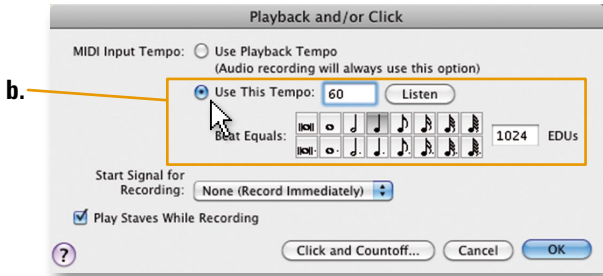 Playback and/or Click
MIDI Input Tempo: Use Playback Tempo
(Audio recording will always use this option)
b.
Use This Tempo: 60 Listen
Beat Equals: 1024 EDUs
Start Signal for
Recording: None (Record Immediately)
Play Staves While Recording
? Click and Countoff... Cancel OK